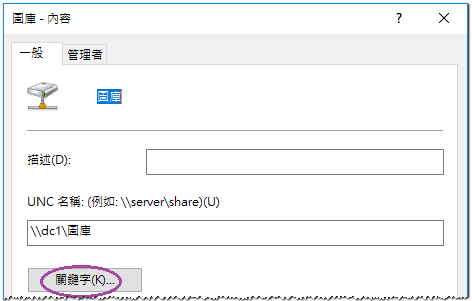 圖庫 - 內容
一般
管理者
圖庫
描述(D):
UNC 名稱: (例如: \\server\share)(U)
\\dc1\圖庫
關鍵字(K)...